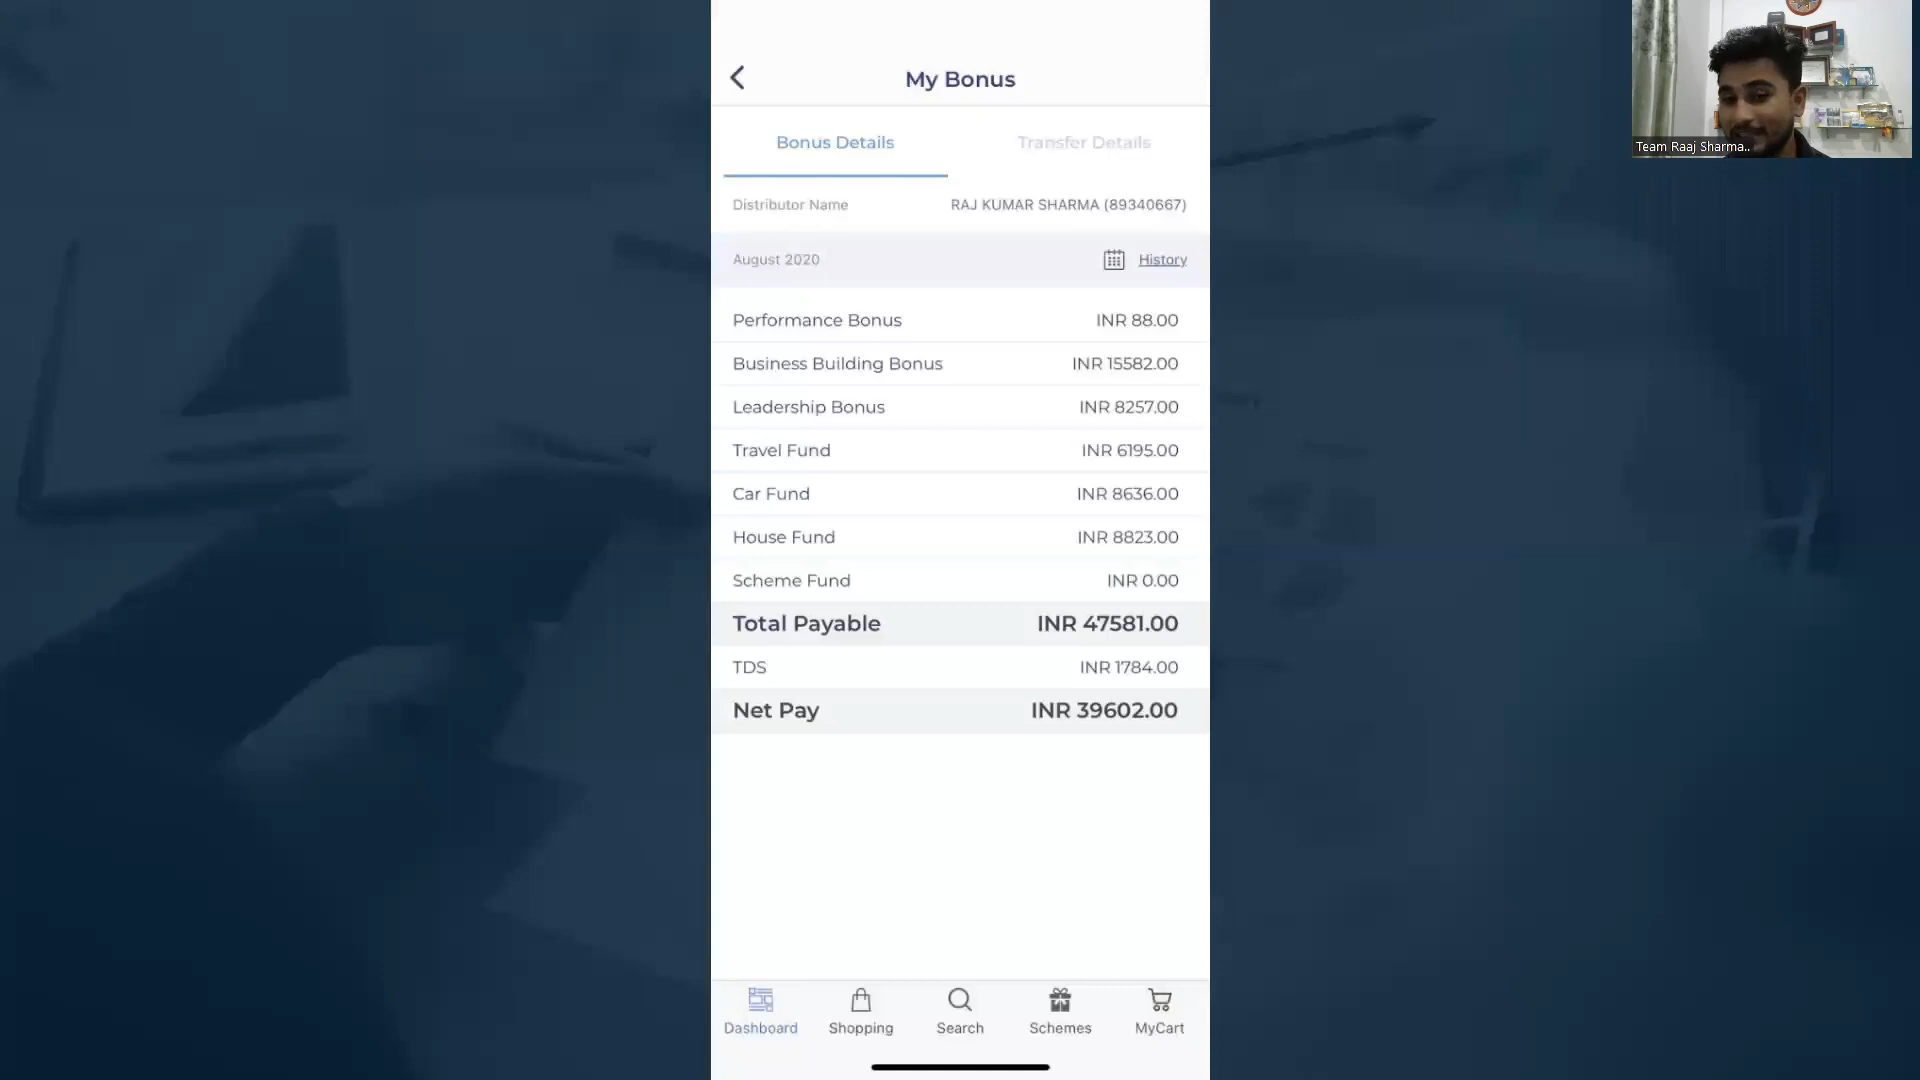 My Bonus
Bonus Details Transfer Details
Distributor Name RAJ KUMAR SHARMA (89340667)
August 2020 History
Performance Bonus INR 88.00
Business Building Bonus INR 15582.00
Leadership Bonus INR 8257.00
Travel Fund INR 6195.00
Car Fund INR 8636.00
House Fund INR 8823.00
Scheme Fund INR 0.00
Total Payable INR 47581.00
TDS INR 1784.00
Net Pay INR 39602.00
Dashboard Shopping Search Schemes MyCart
Team Raaj Sharma..